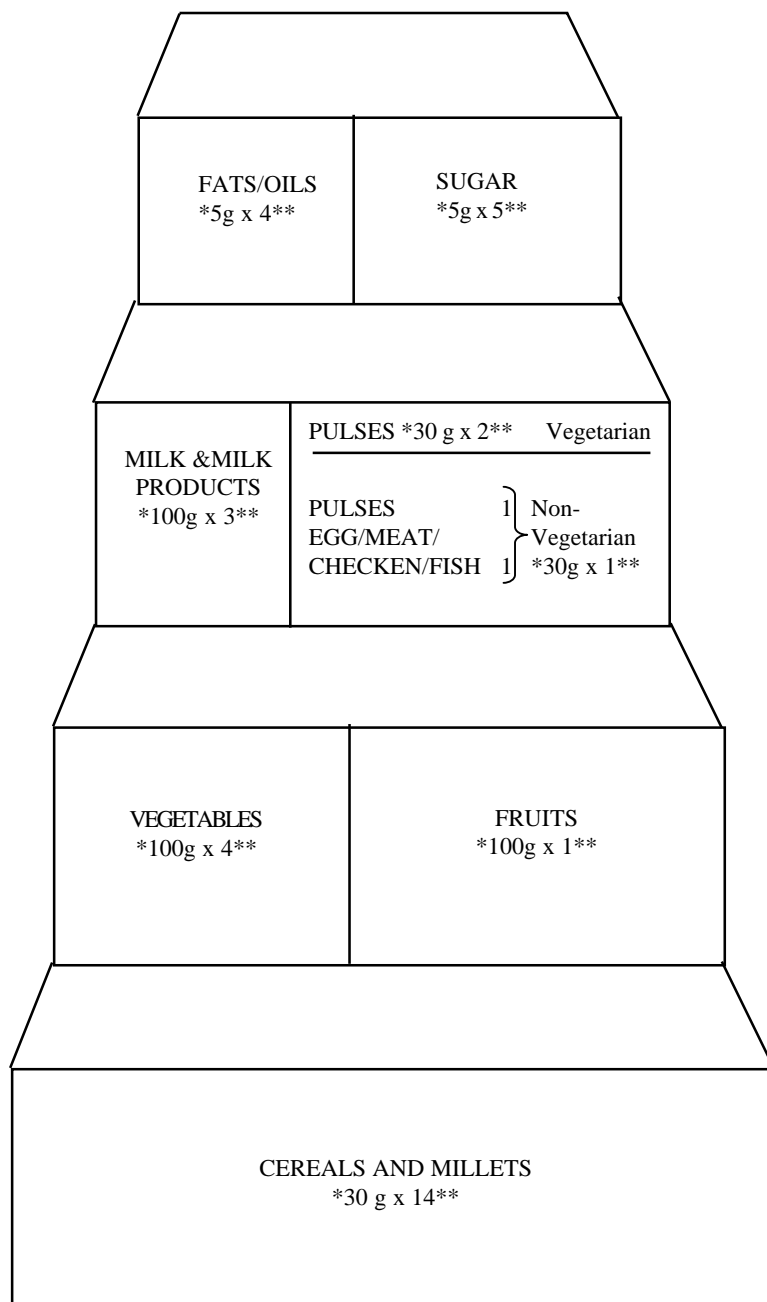 FATS/OILS
*5g x 4**
SUGAR
*5g x 5**
MILK &MILK
PRODUCTS
*100g x 3**
PULSES *30 g x 2** Vegetarian
PULSES 1 Non-
EGG/MEAT/ Vegetarian
CHECKEN/FISH 1 *30g x 1**
VEGETABLES
*100g x 4**
FRUITS
*100g x 1**
CEREALS AND MILLETS
*30 g x 14**